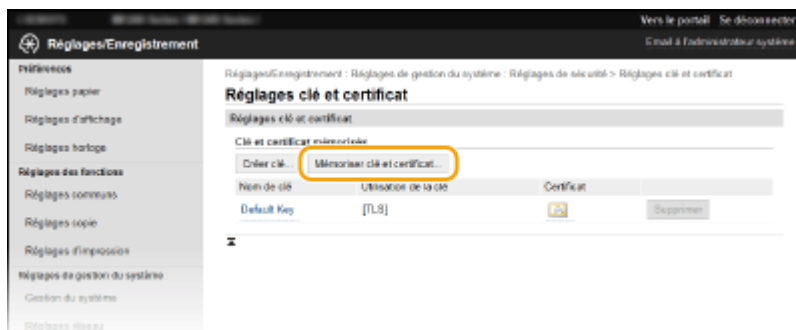 Vers le portail Se déconnecter
Réglages/Enregistrement
Email à l'administrateur système
Préférences
Réglages papier
Réglages d'affichage
Réglages horloge
Réglages des fonctions
Réglages communs
Réglages copie
Réglages d'impression
Réglages de gestion du système
Gestion du système
Réglages réseau
Réglages/Enregistrement : Réglages de gestion du système : Réglages de sécurité > Réglages clé et certificat
Réglages clé et certificat
Réglages clé et certificat
Clé et certificat mémorisés
Créer clé... Mémoriser clé et certificat...
Nom de clé Utilisation de la clé Certificat
Default Key [TLS] Supprimer